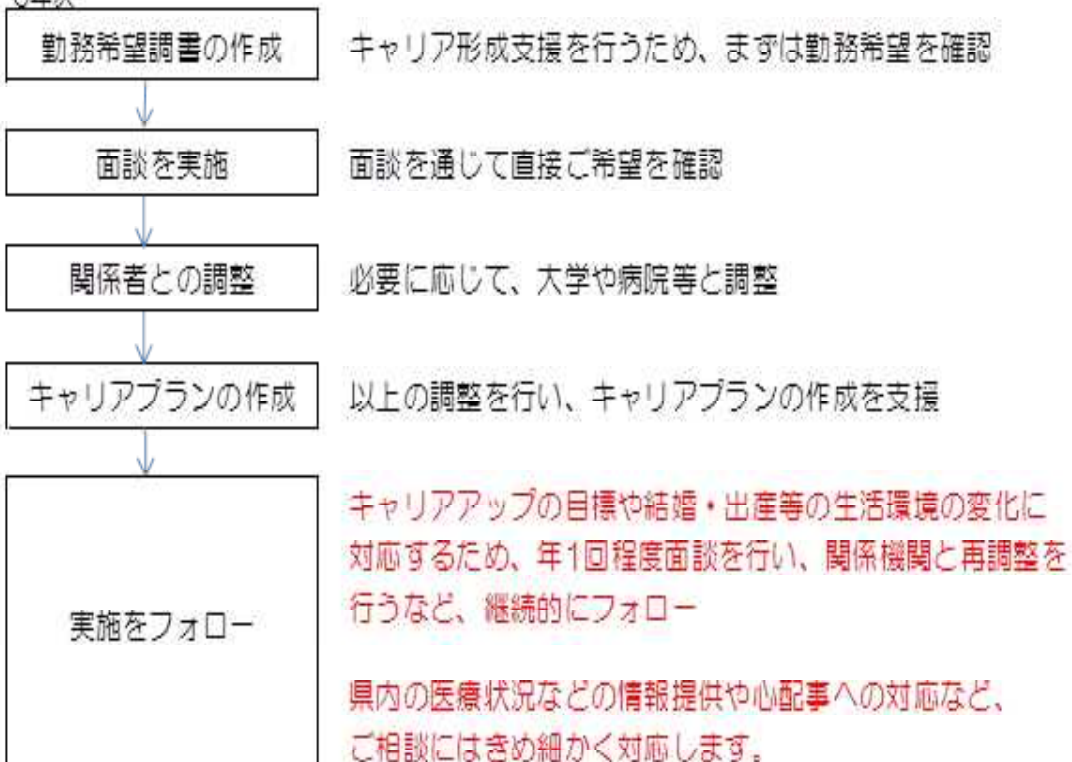 勤務希望調書の作成
キャリア形成支援を行うため、まずは勤務希望を確認
面談を実施
面談を通じて直接ご希望を確認
関係者との調整
必要に応じて、大学や病院等と調整
キャリアプランの作成
以上の調整を行い、キャリアプランの作成を支援
実施をフォロー
キャリアアップの目標や結婚・出産等の生活環境の変化に
対応するため、年1回程度面談を行い、関係機関と再調整を
行うなど、継続的にフォロー
県内の医療状況などの情報提供や心配事への対応など、
ご相談にはきめ細かく対応します。